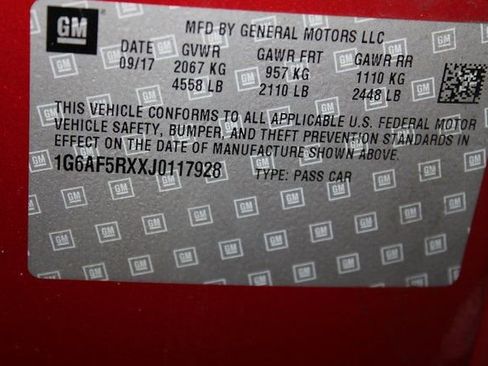 GM
MFD BY GENERAL MOTORS LLC
DATE GVWR GAWR FRT GAWR RR
09/17 2067 KG 957 KG 1110 KG
4558 LB 2110 LB 2448 LB
THIS VEHICLE CONFORMS TO ALL APPLICABLE U.S. FEDERAL MOTOR
VEHICLE SAFETY, BUMPER, AND THEFT PREVENTION STANDARDS IN
EFFECT ON THE DATE OF MANUFACTURE SHOWN ABOVE.
1G6AF5RXXJ0117928 TYPE: PASS CAR